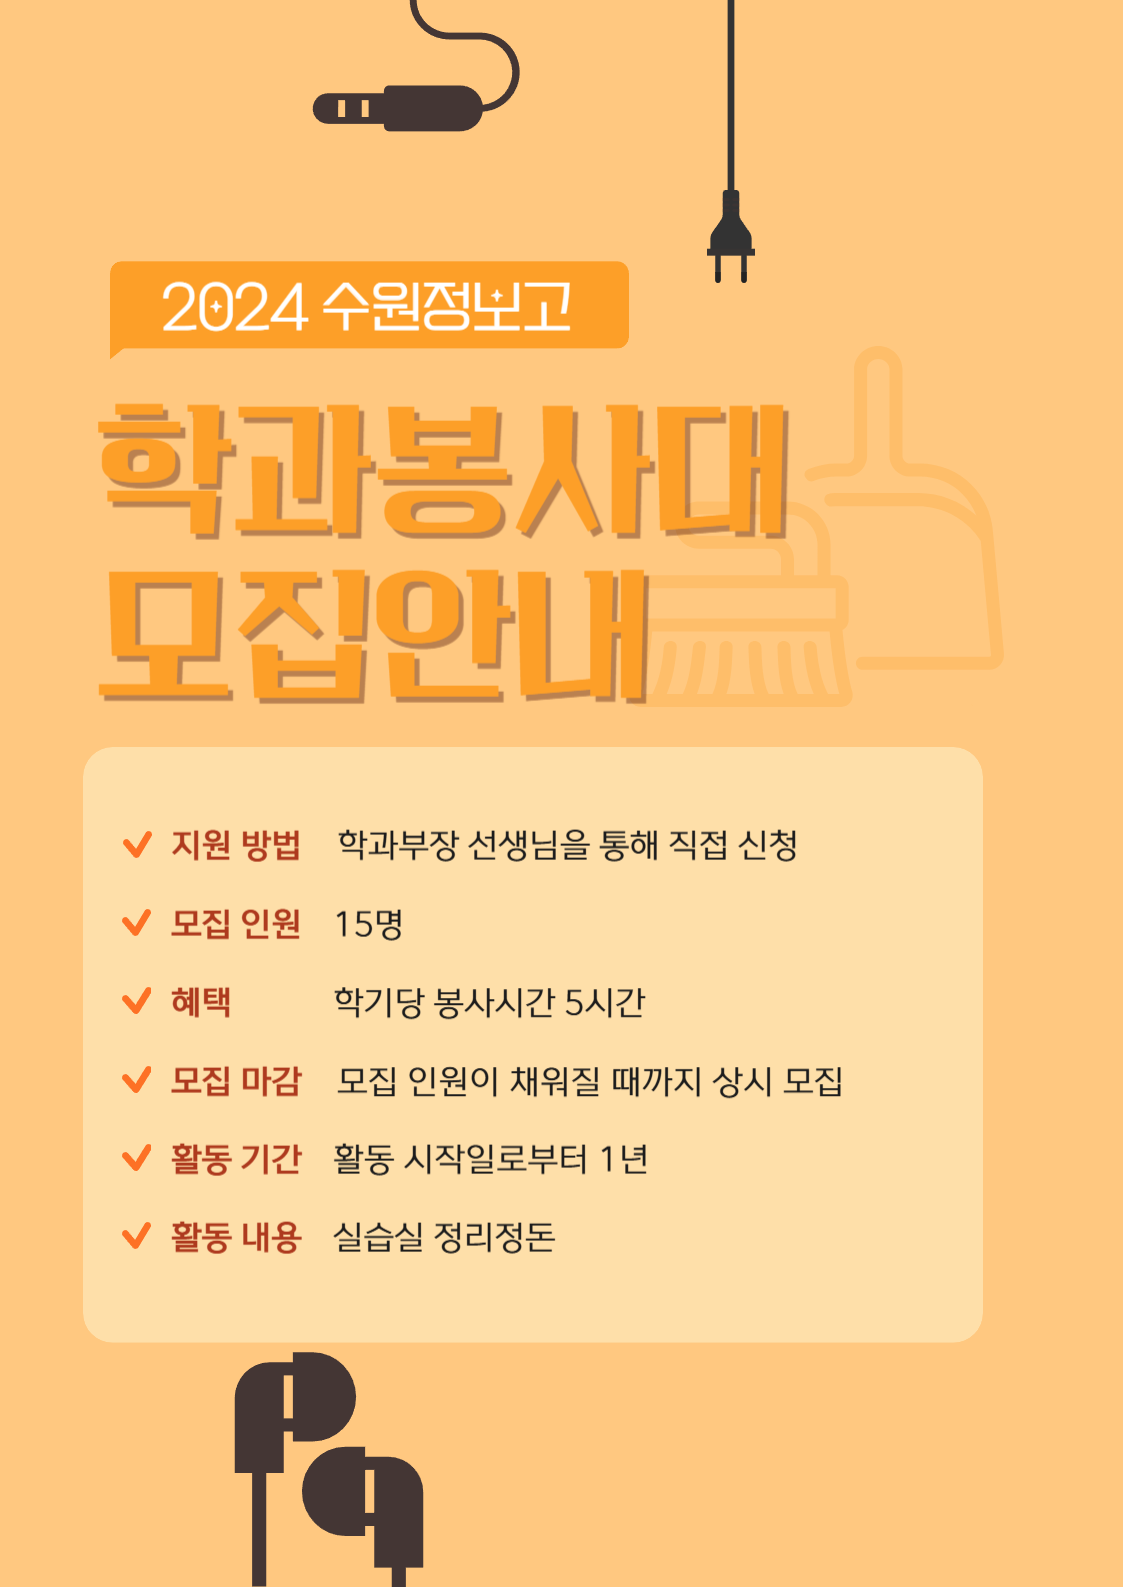 2024 수원정보고
학과봉사대
모집안내
지원 방법 학과부장 선생님을 통해 직접 신청
모집 인원 15명
혜택 학기당 봉사시간 5시간
모집 마감 모집 인원이 채워질 때까지 상시 모집
활동 기간 활동 시작일로부터 1년
활동 내용 실습실 정리정돈